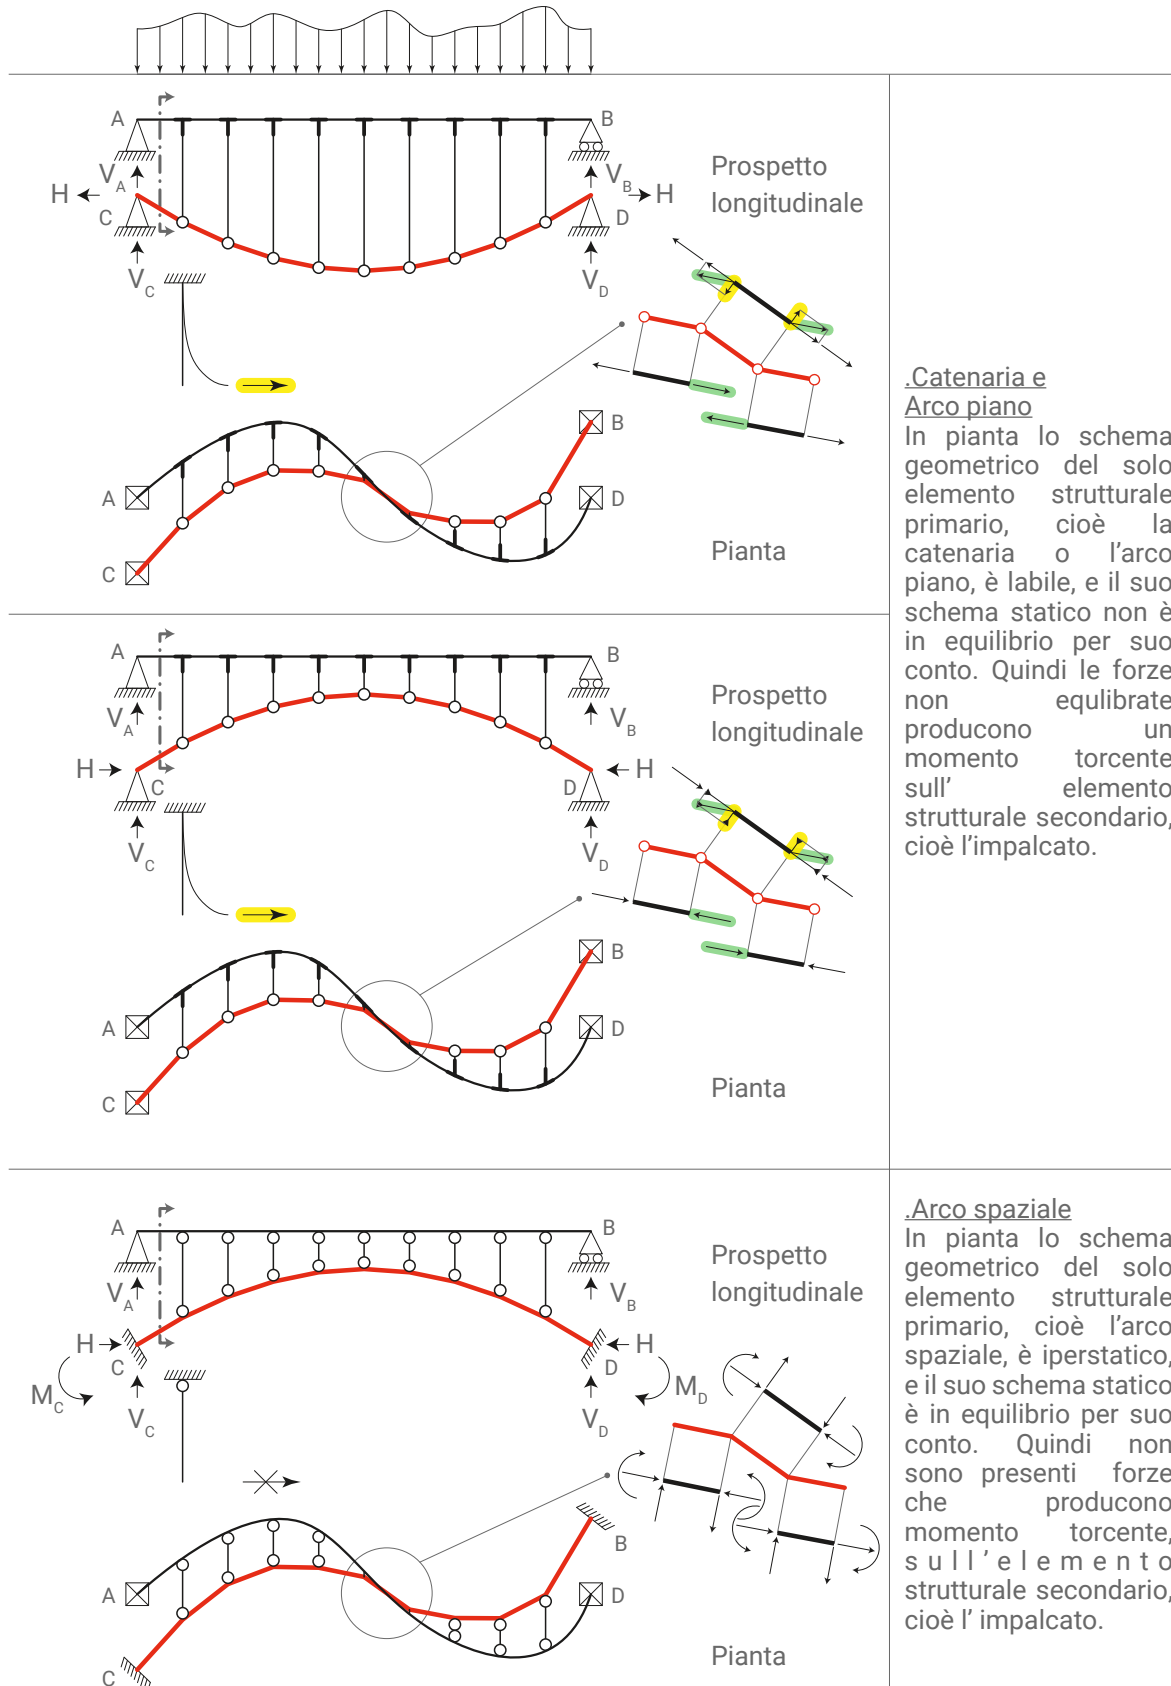 A
B
V
A
V
B
H
H
C
D
V
C
V
D
Prospetto
longitudinale
B
A
D
C
Pianta
.Catenaria e
Arco piano
In pianta lo schema
geometrico del solo
elemento strutturale
primario, cioè la
catenaria o l'arco
piano, è labile, e il suo
schema statico non è
in equilibrio per suo
conto. Quindi le forze
non equlibrate
producono un
momento torcente
sull' elemento
strutturale secondario,
cioè l'impalcato.
A
B
V
A
V
B
H
H
C
D
V
C
V
D
Prospetto
longitudinale
B
A
D
C
Pianta
A
B
V
A
V
B
H
H
C
D
M
C
M
D
V
C
V
D
Prospetto
longitudinale
B
A
D
C
Pianta
.Arco spaziale
In pianta lo schema
geometrico del solo
elemento strutturale
primario, cioè l'arco
spaziale, è iperstatico,
e il suo schema statico
è in equilibrio per suo
conto. Quindi non
sono presenti forze
che producono
momento torcente,
sull'elemento
strutturale secondario,
cioè l' impalcato.